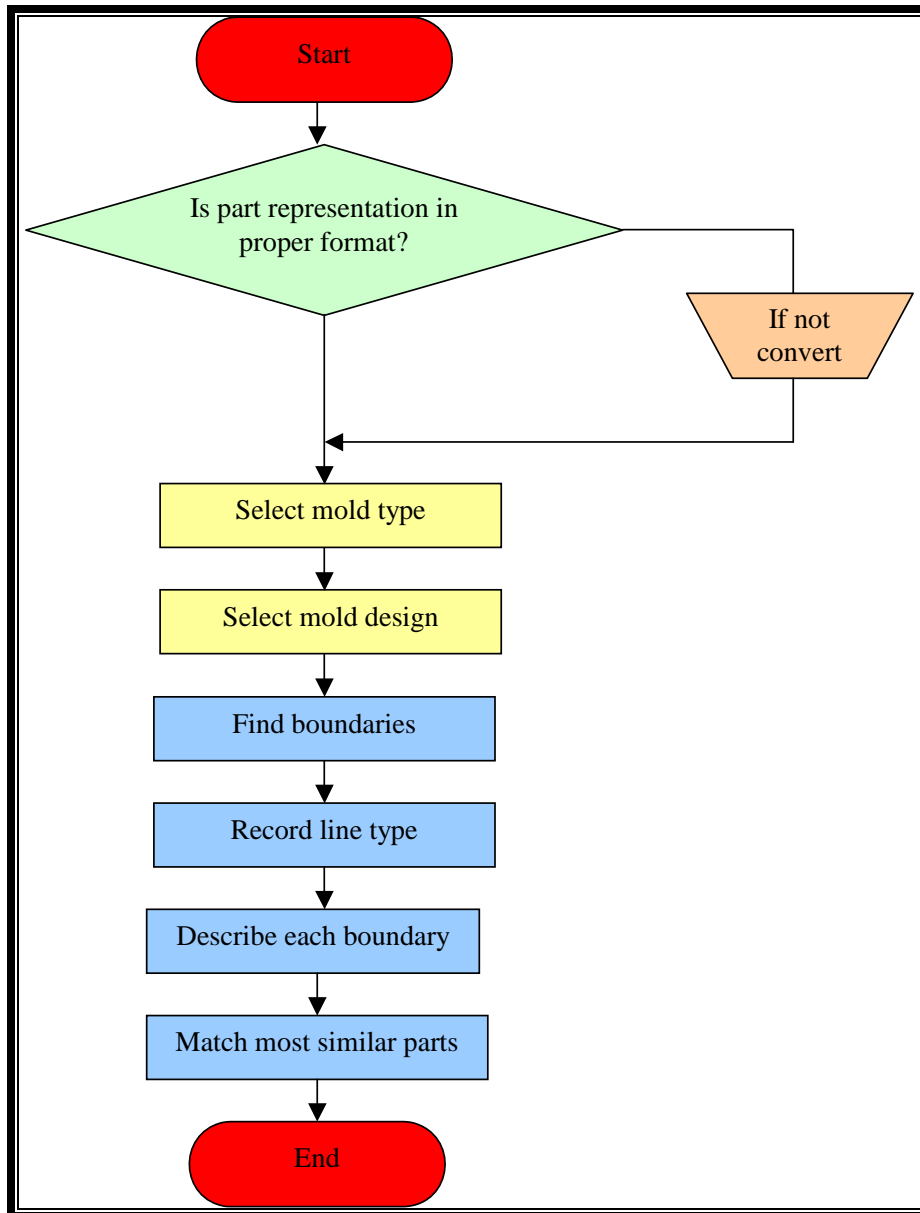 Start
Is part representation in
proper format?
If not
convert
Select mold type
Select mold design
Find boundaries
Record line type
Describe each boundary
Match most similar parts
End